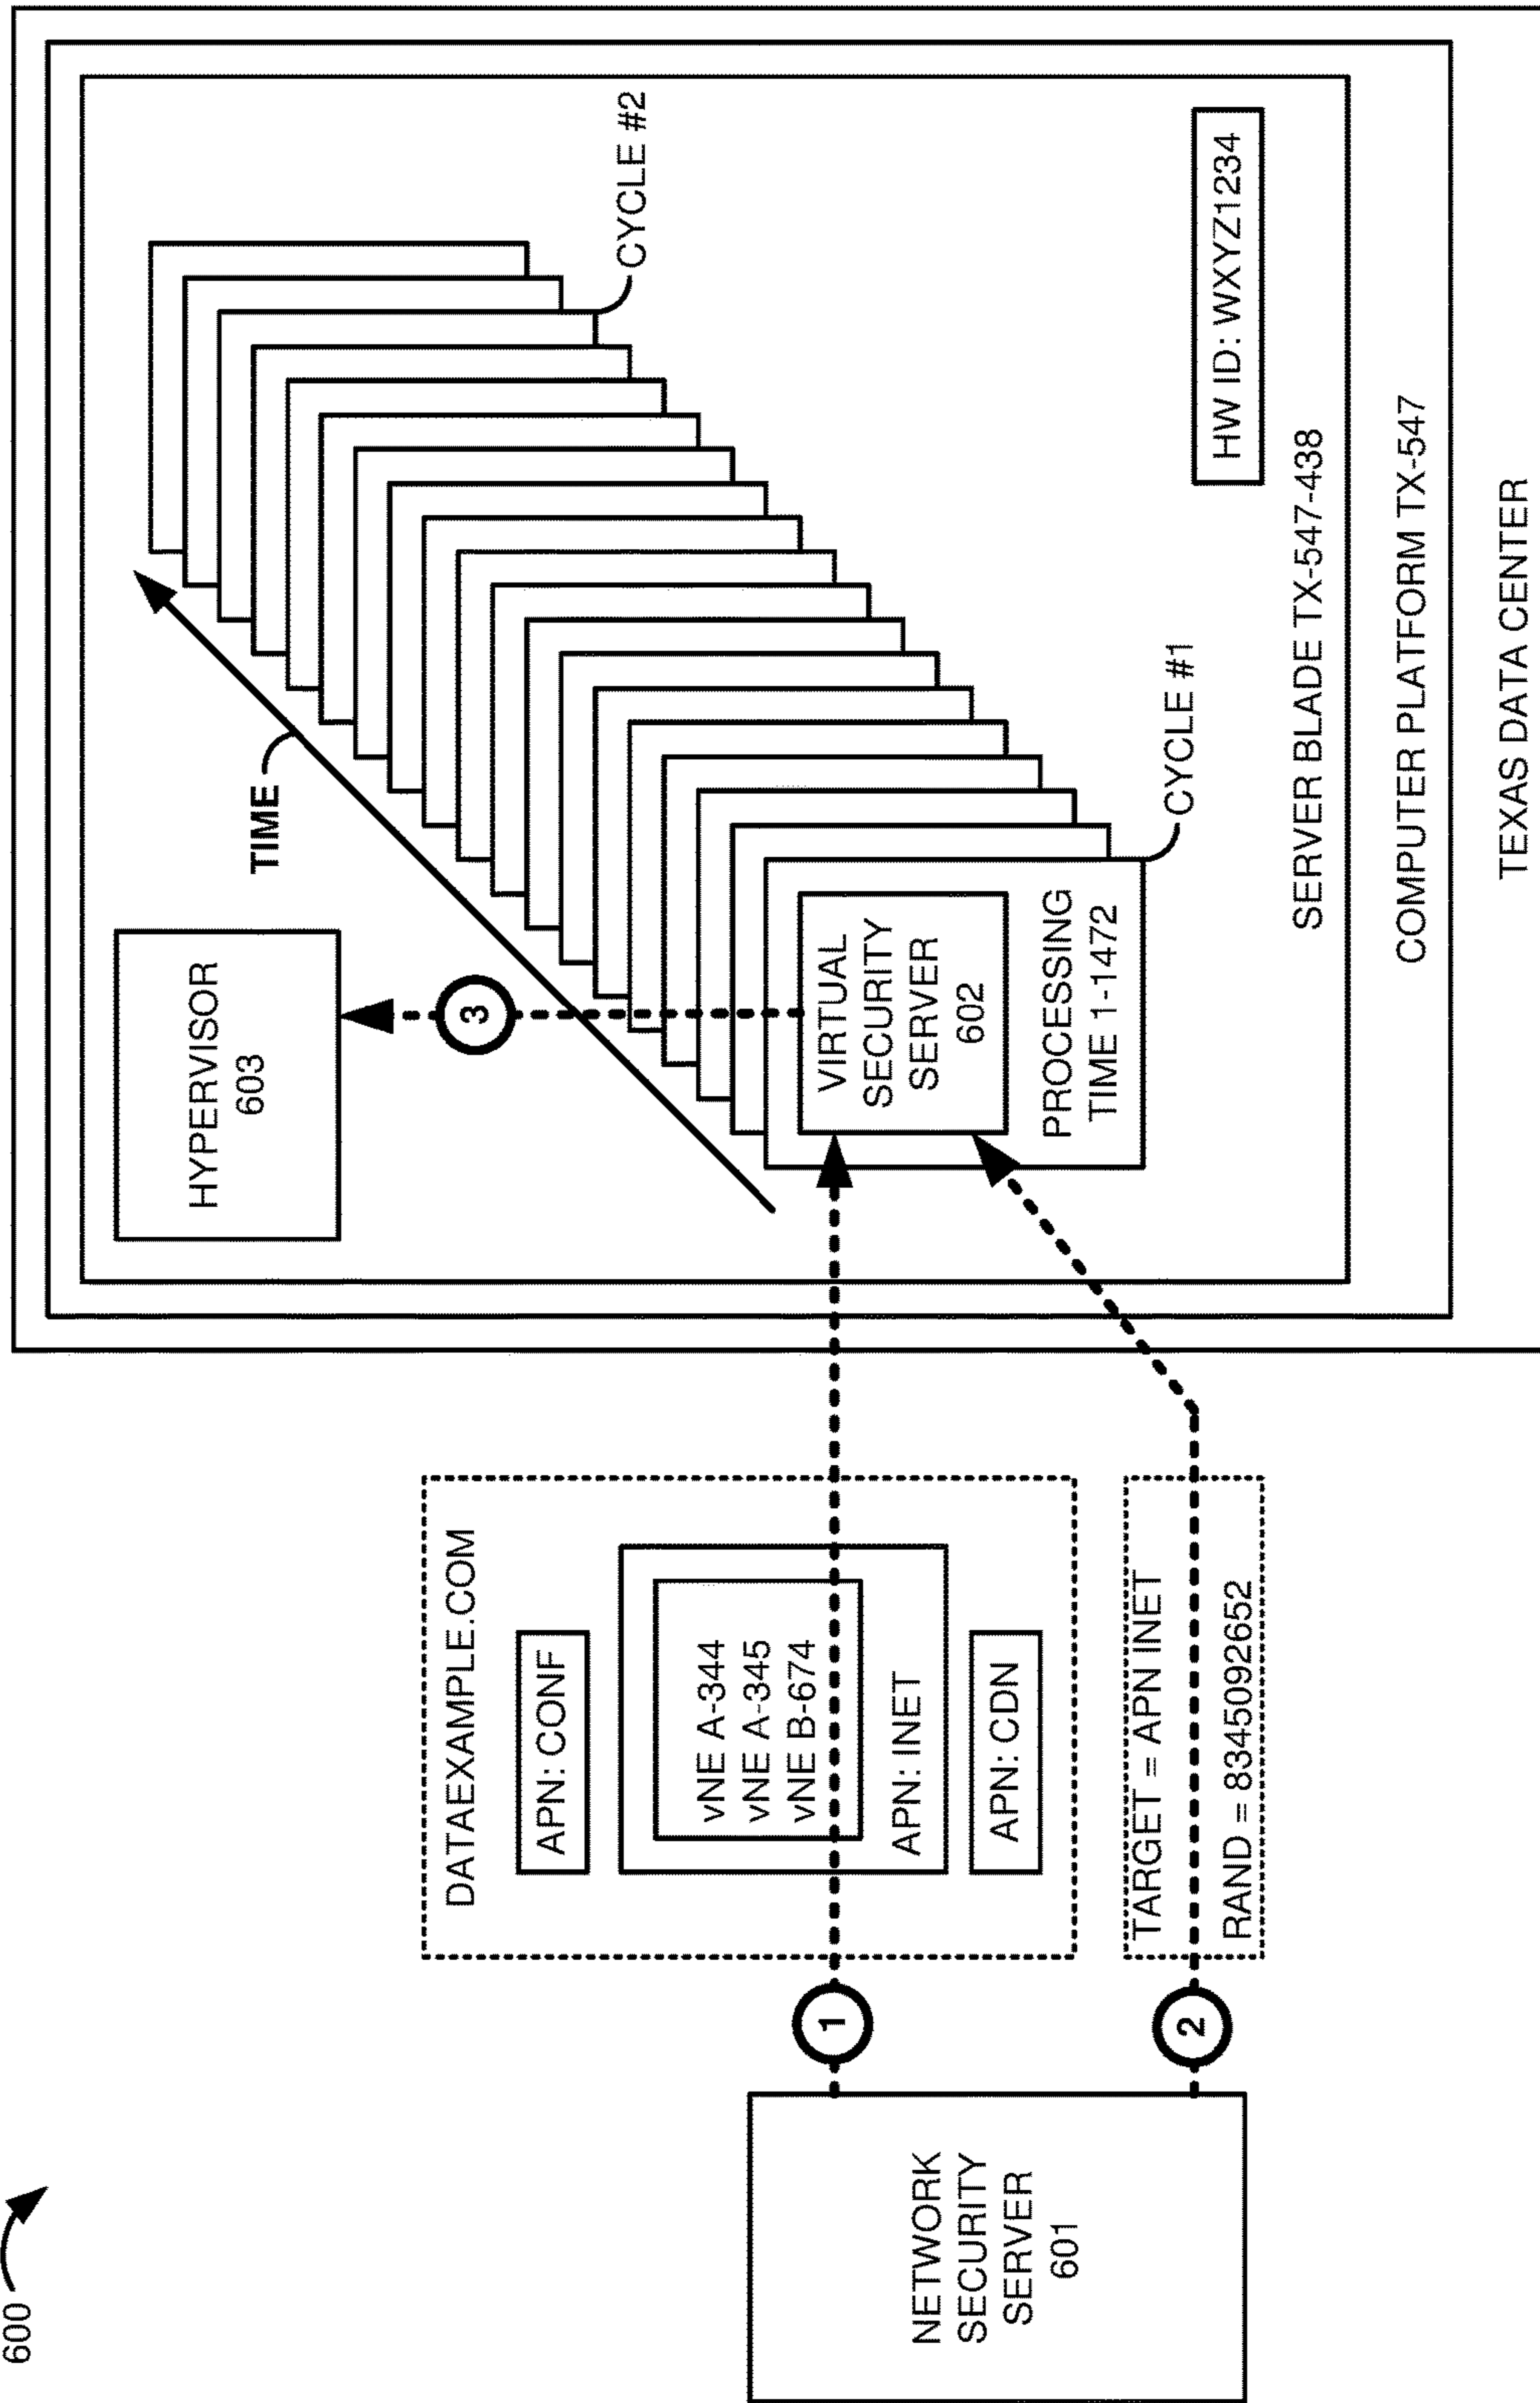 600
NETWORK
SECURITY
SERVER
601
1
2
DATAEXAMPLE.COM
APN: CONF
vNE A-344
vNE A-345
vNE B-674
APN: INET
APN: CDN
TARGET = APN INET
RAND = 8345092652
HYPERVISOR
603
3
TIME
VIRTUAL
SECURITY
SERVER
602
PROCESSING
TIME 1-1472
CYCLE #1
CYCLE #2
HW ID: WXYZ1234
SERVER BLADE TX-547-438
COMPUTER PLATFORM TX-547
TEXAS DATA CENTER